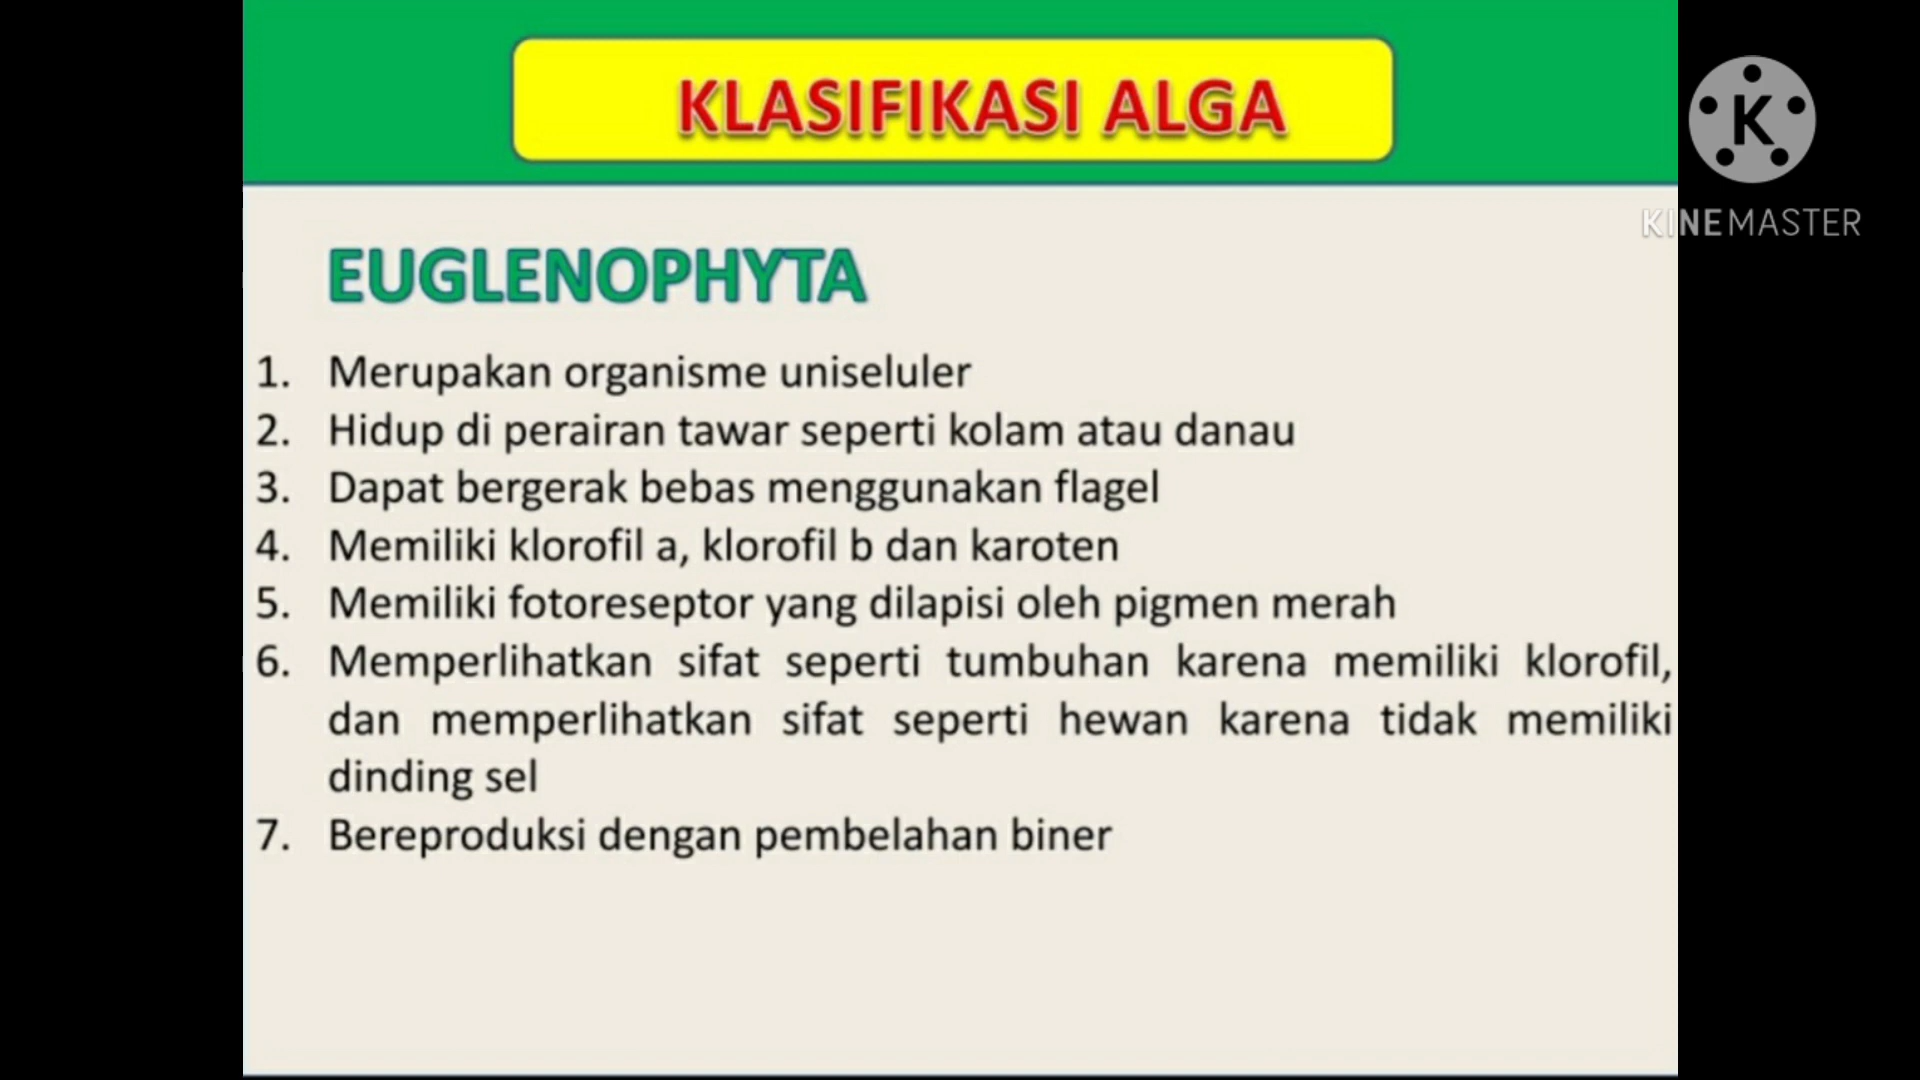 KLASIFIKASI ALGA
K
KINEMASTER
EUGLENOPHYTA
1. Merupakan organisme uniseluler
2. Hidup di perairan tawar seperti kolam atau danau
3. Dapat bergerak bebas menggunakan flagel
4. Memiliki klorofil a, klorofil b dan karoten
5. Memiliki fotoreseptor yang dilapisi oleh pigmen merah
6. Memperlihatkan sifat seperti tumbuhan karena memiliki klorofil,
dan memperlihatkan sifat seperti hewan karena tidak memiliki
dinding sel
7. Bereproduksi dengan pembelahan biner